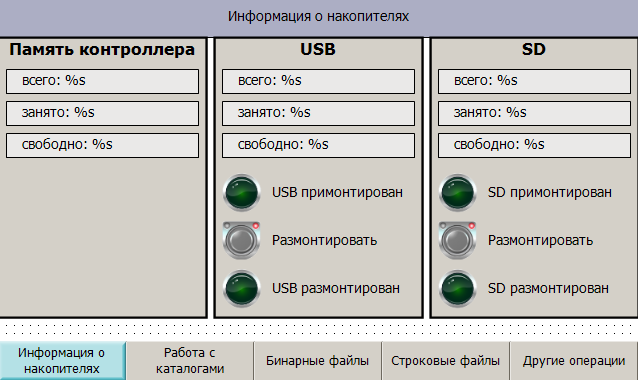 Информация о накопителях
Память контроллера
всего: %s
занято: %s
свободно: %s
USB
всего: %s
занято: %s
свободно: %s
USB примонтирован
Размонтировать
USB размонтирован
SD
всего: %s
занято: %s
свободно: %s
SD примонтирован
Размонтировать
SD размонтирован
Информация о
накопителях
Работа с
каталогами
Бинарные файлы
Строковые файлы
Другие операции